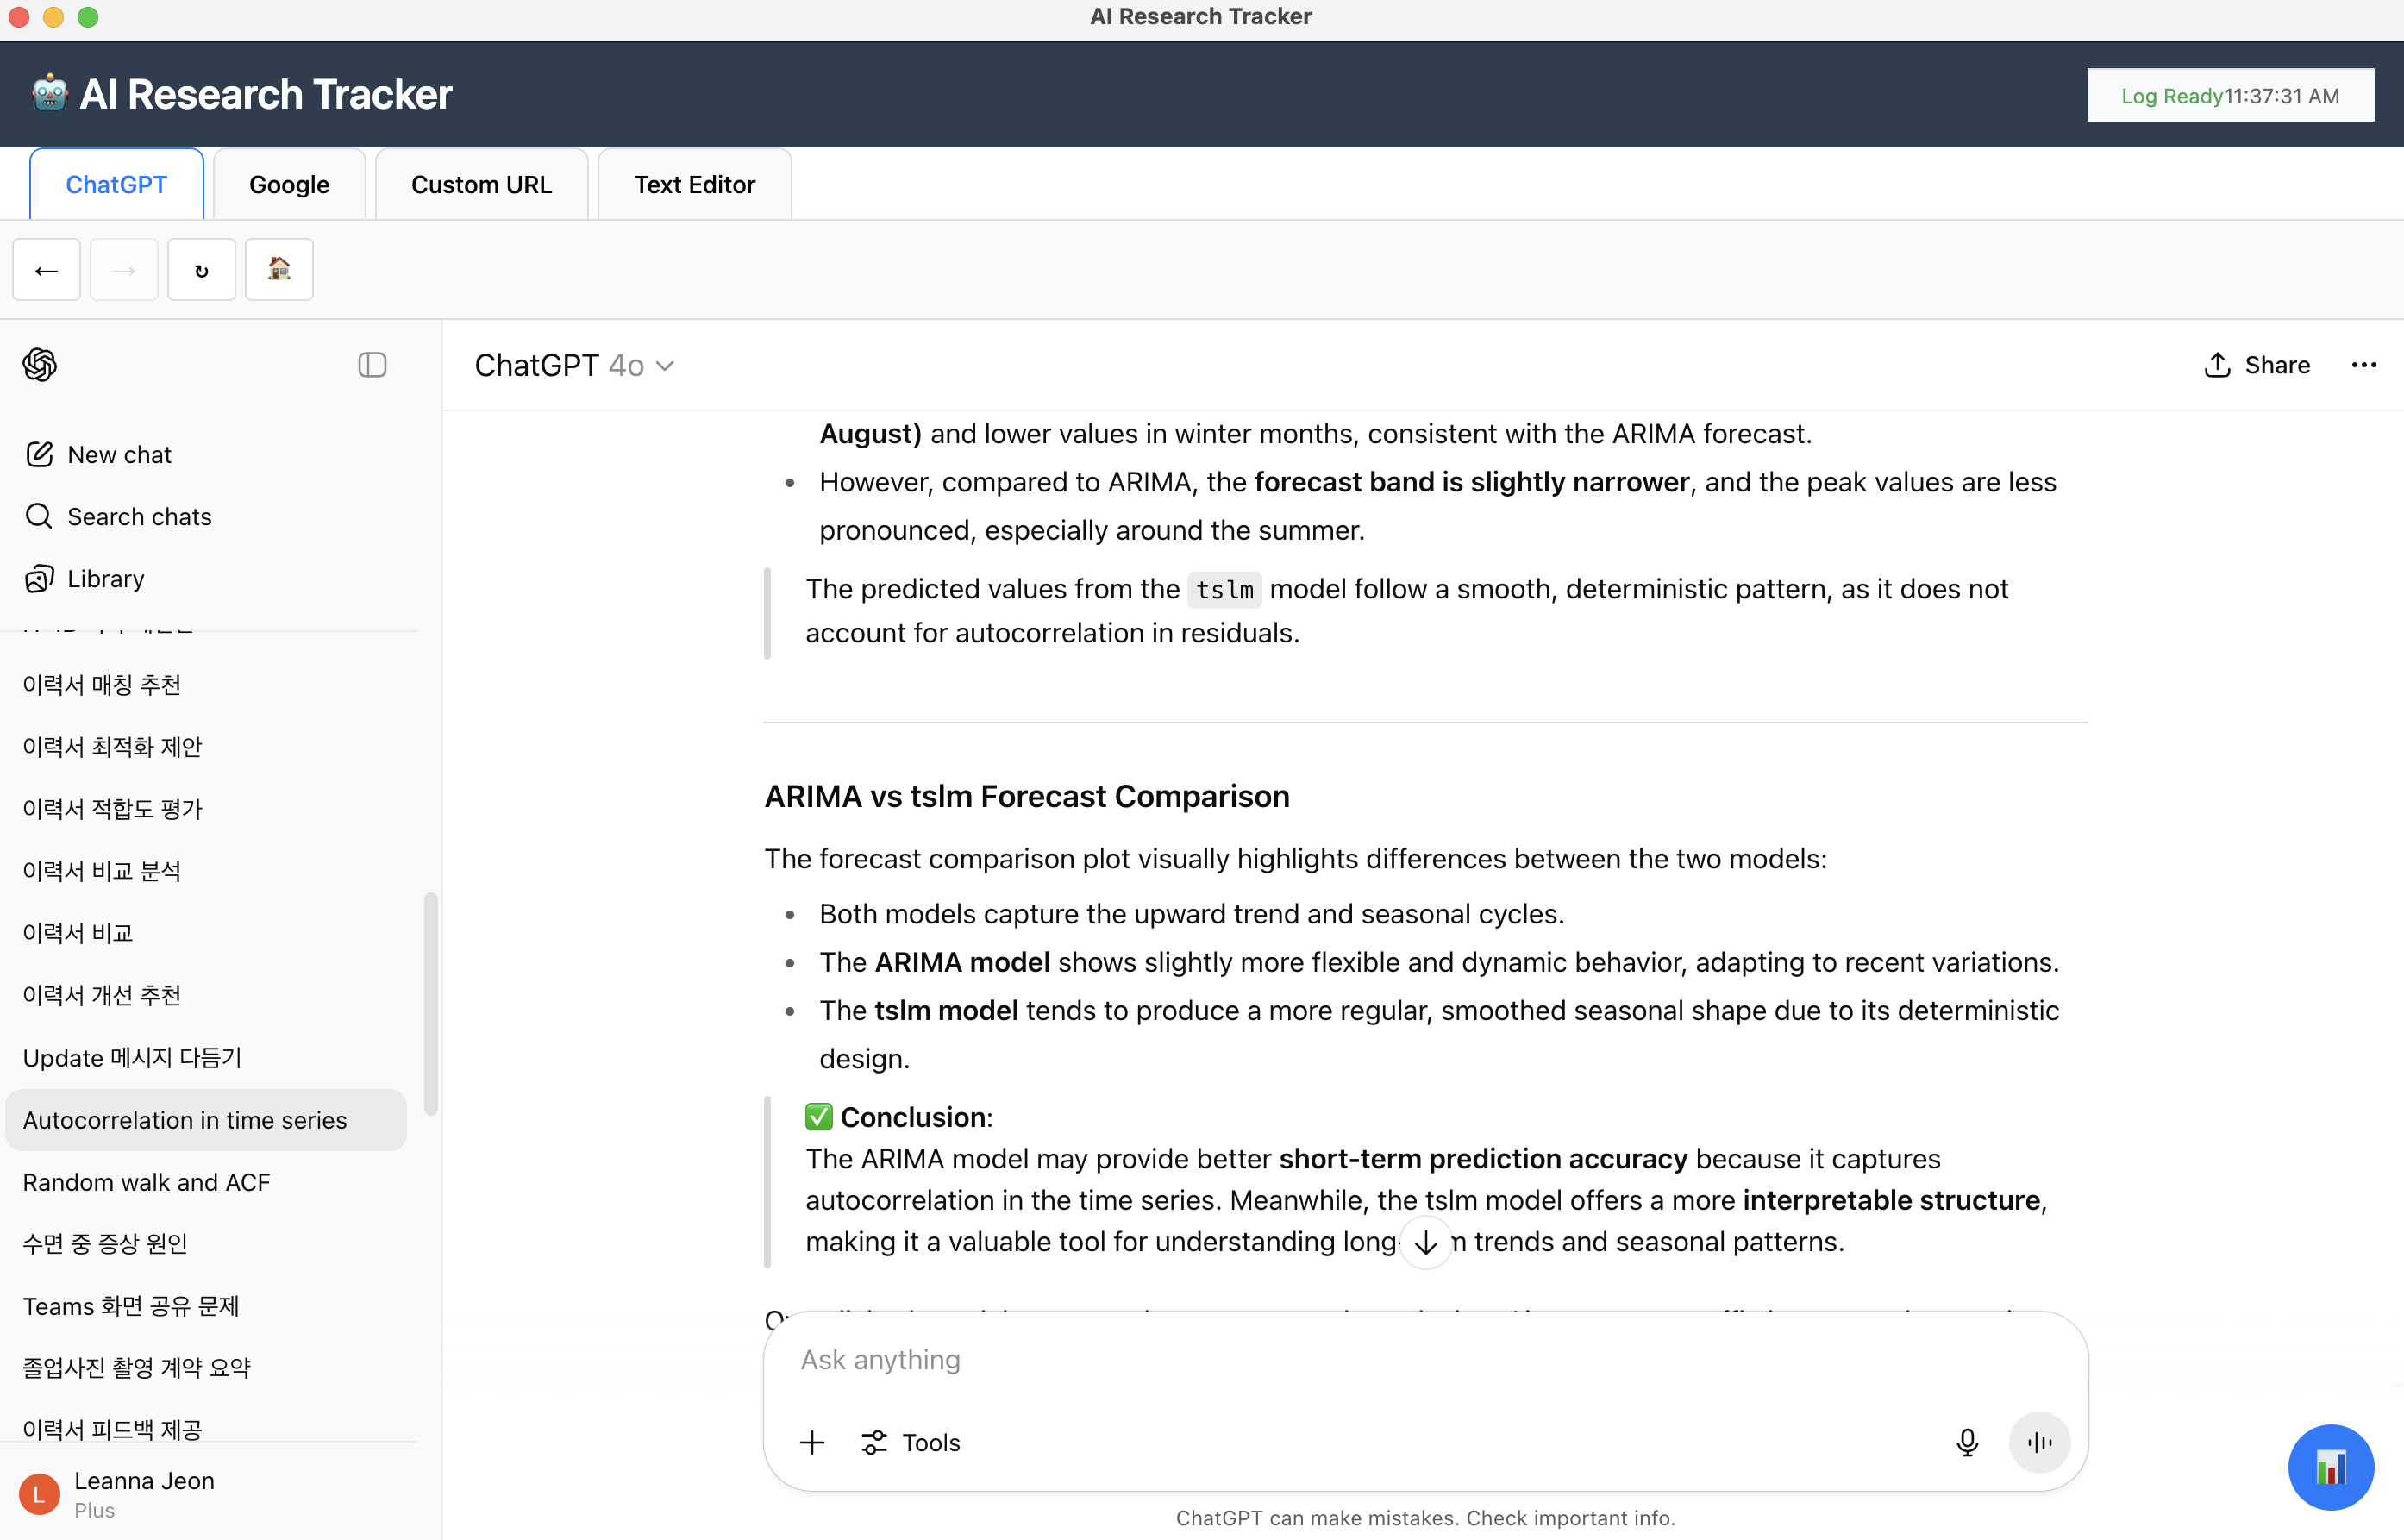 AI Research Tracker
AI Research Tracker
Log Ready11:37:31 AM
ChatGPT
Google
Custom URL
Text Editor
New chat
Search chats
Library
이력서 매칭 추천
이력서 최적화 제안
이력서 적합도 평가
이력서 비교 분석
이력서 비교
이력서 개선 추천
Update 메시지 다듬기
Autocorrelation in time series
Random walk and ACF
수면 중 증상 원인
Teams 화면 공유 문제
졸업사진 촬영 계약 요약
이력서 피드백 제공
L
Leanna Jeon
Plus
ChatGPT 4o
Share
August) and lower values in winter months, consistent with the ARIMA forecast.
• However, compared to ARIMA, the forecast band is slightly narrower, and the peak values are less
pronounced, especially around the summer.
The predicted values from the tslm model follow a smooth, deterministic pattern, as it does not
account for autocorrelation in residuals.
ARIMA vs tslm Forecast Comparison
The forecast comparison plot visually highlights differences between the two models:
• Both models capture the upward trend and seasonal cycles.
• The ARIMA model shows slightly more flexible and dynamic behavior, adapting to recent variations.
• The tslm model tends to produce a more regular, smoothed seasonal shape due to its deterministic
design.
✅ Conclusion:
The ARIMA model may provide better short-term prediction accuracy because it captures
autocorrelation in the time series. Meanwhile, the tslm model offers a more interpretable structure,
making it a valuable tool for understanding long- trends and seasonal patterns.
Ask anything
Tools
ChatGPT can make mistakes. Check important info.